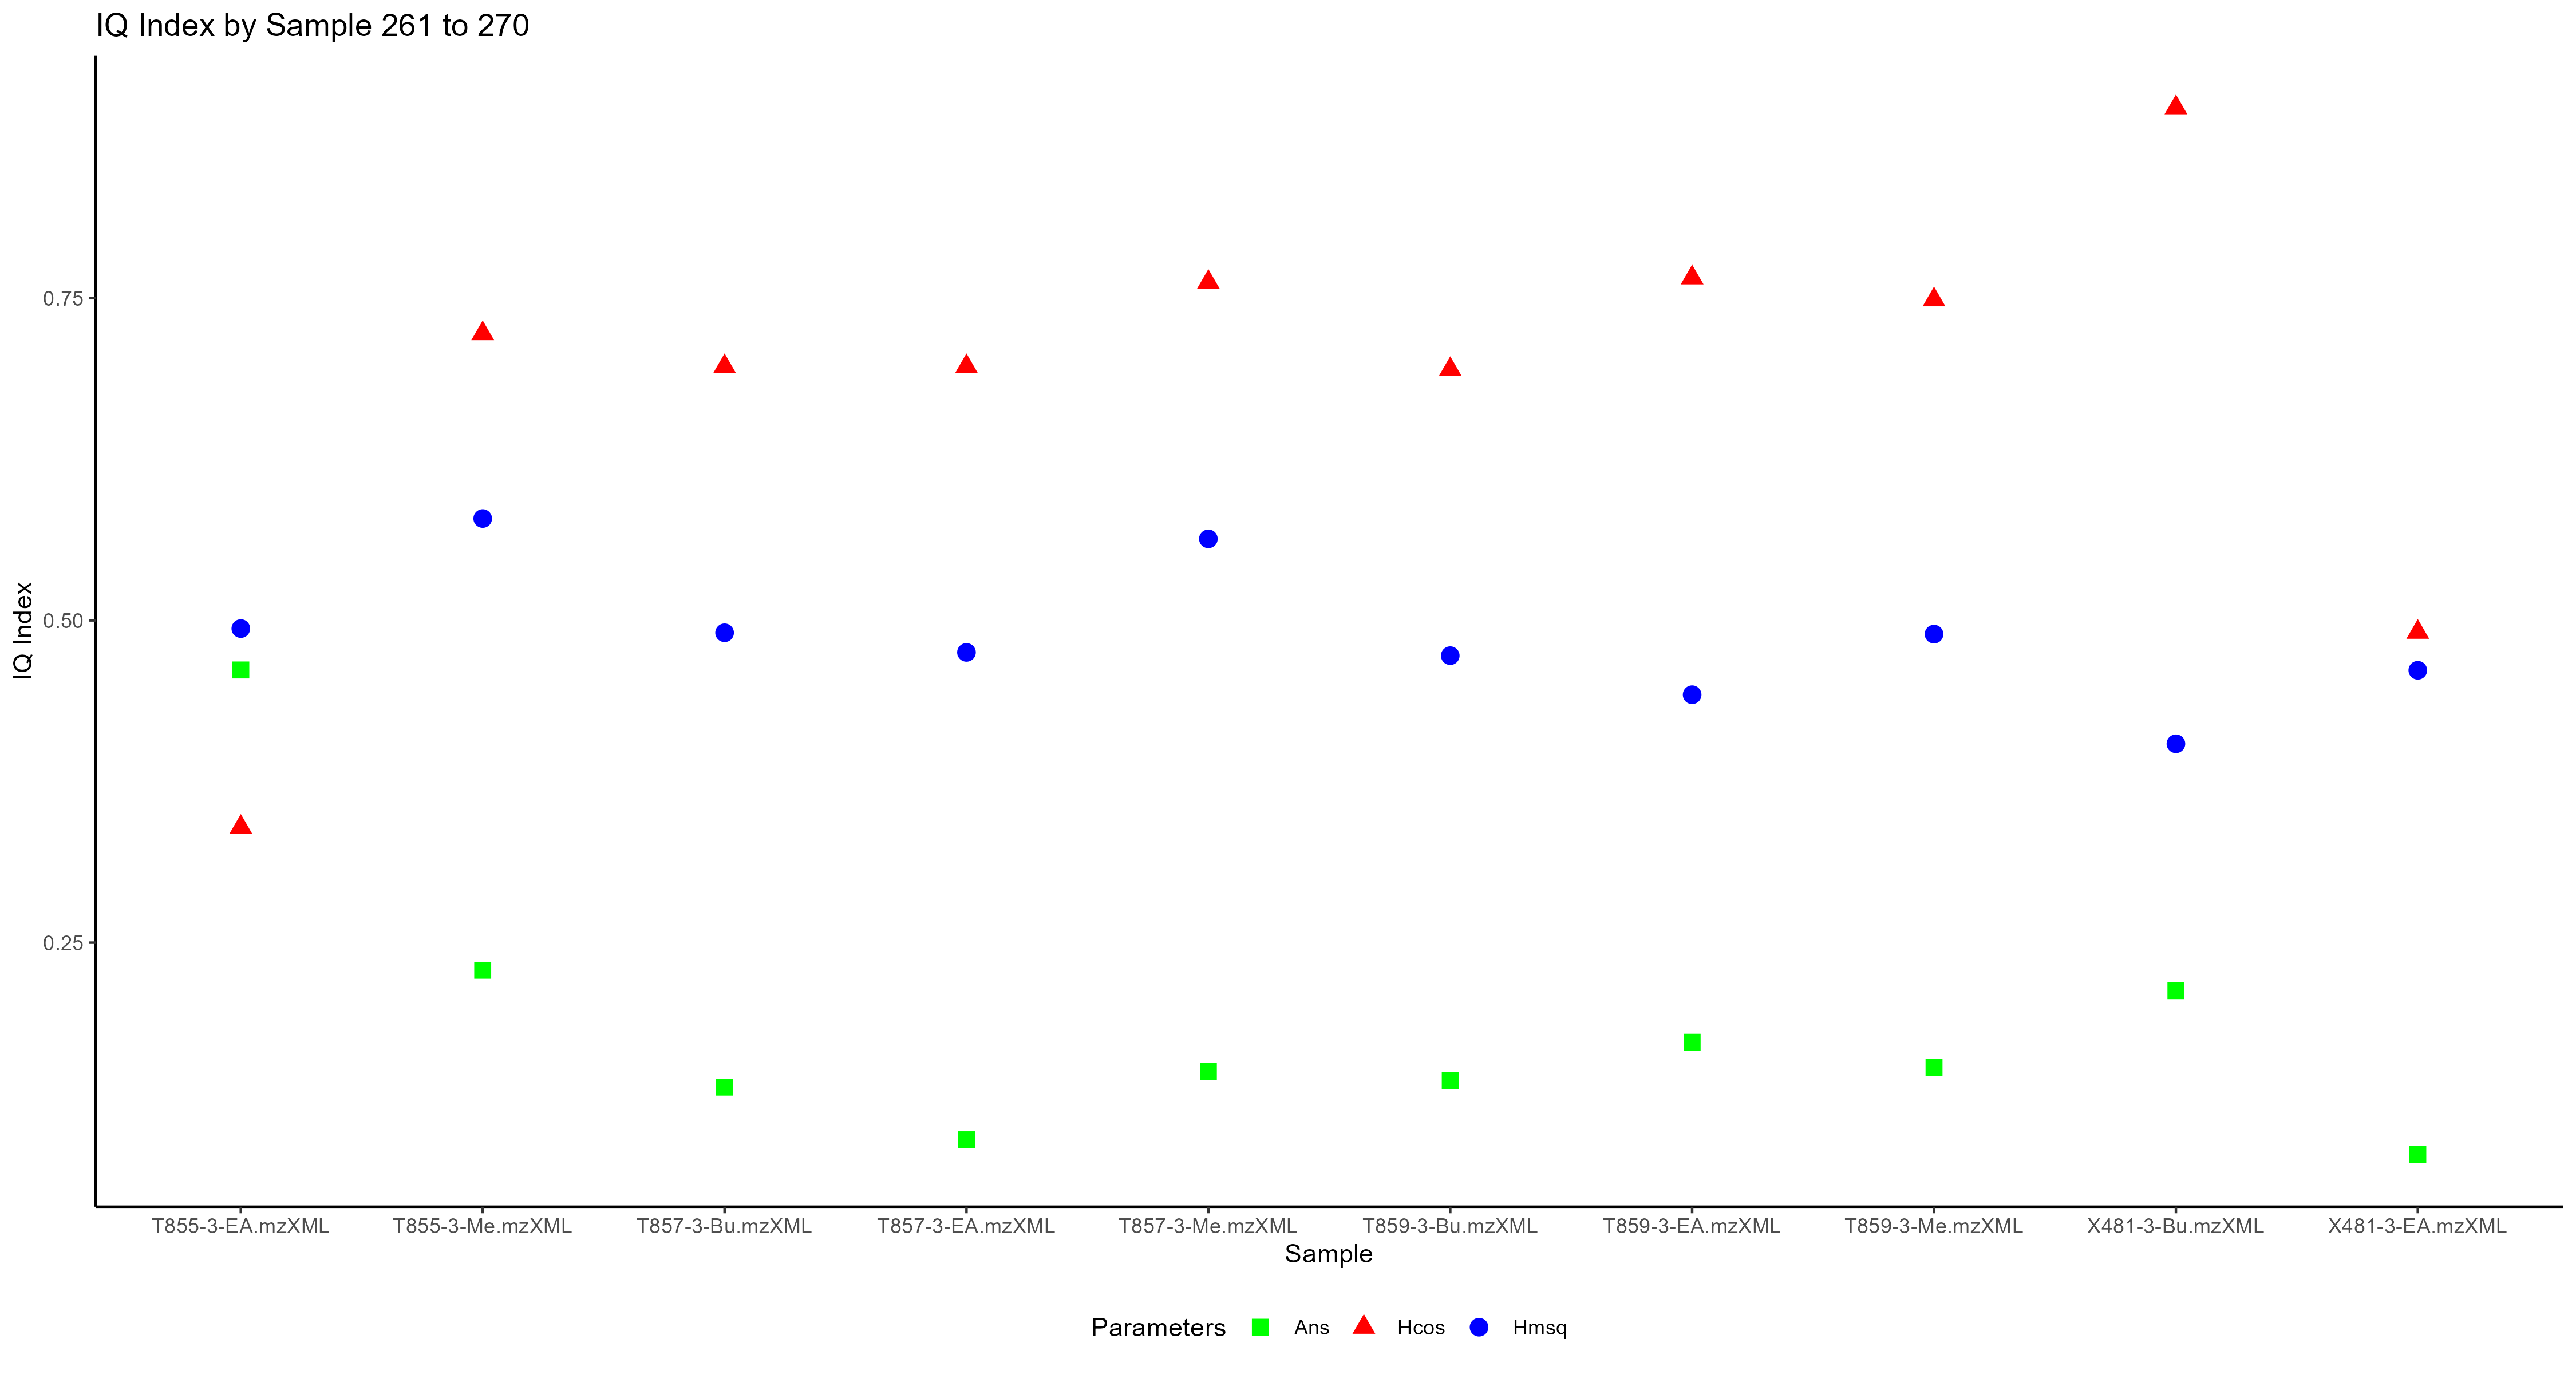 IQ Index by Sample 261 to 270
IQ Index
0.75
0.50
0.25
T855-3-EA.mzXML T855-3-Me.mzXML T857-3-Bu.mzXML T857-3-EA.mzXML T857-3-Me.mzXML T859-3-Bu.mzXML T859-3-EA.mzXML T859-3-Me.mzXML X481-3-Bu.mzXML X481-3-EA.mzXML
Sample
Parameters Ans Hcos Hmsq